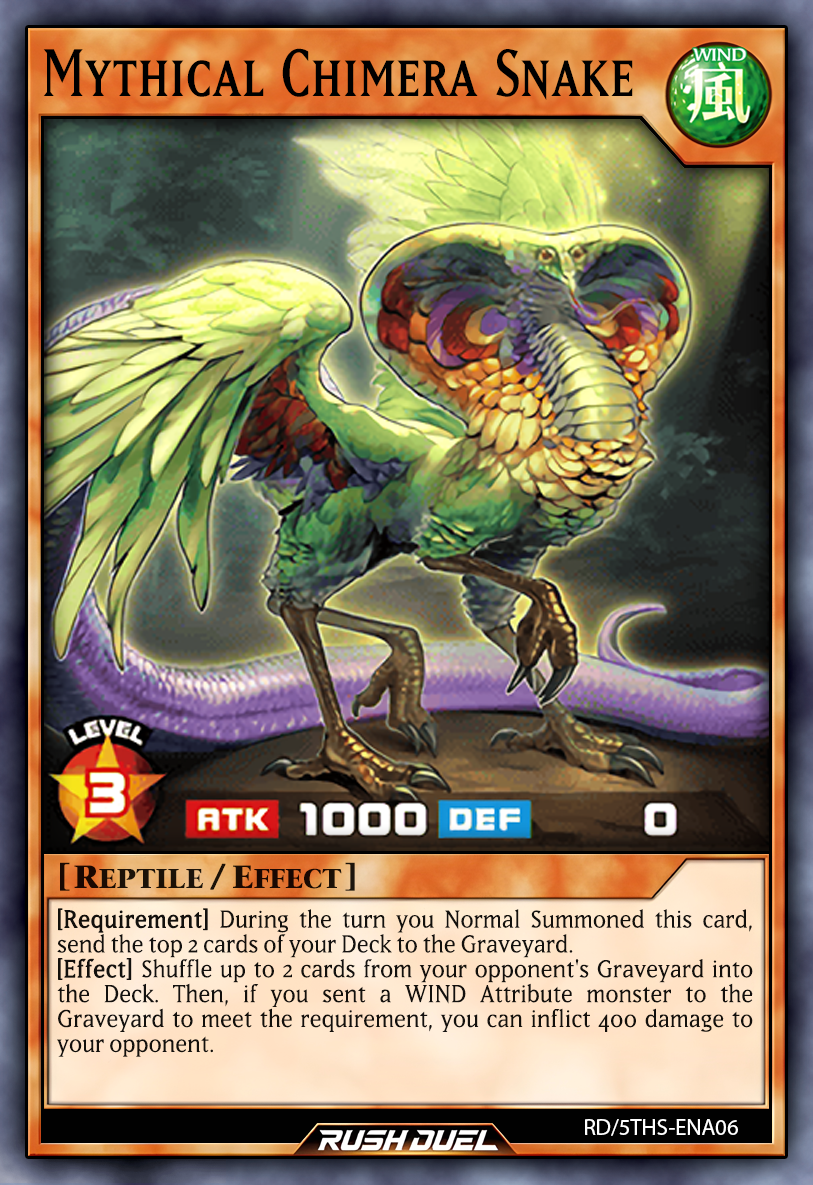 Mythical Chimera Snake
WIND
風
LEVEL
3
ATK 1000 DEF 0
[Reptile / Effect]
[Requirement] During the turn you Normal Summoned this card,
send the top 2 cards of your Deck to the Graveyard.
[Effect] Shuffle up to 2 cards from your opponent's Graveyard into
the Deck. Then, if you sent a WIND Attribute monster to the
Graveyard to meet the requirement, you can inflict 400 damage to
your opponent.
RUSH DUEL
RD/5THS-ENA06